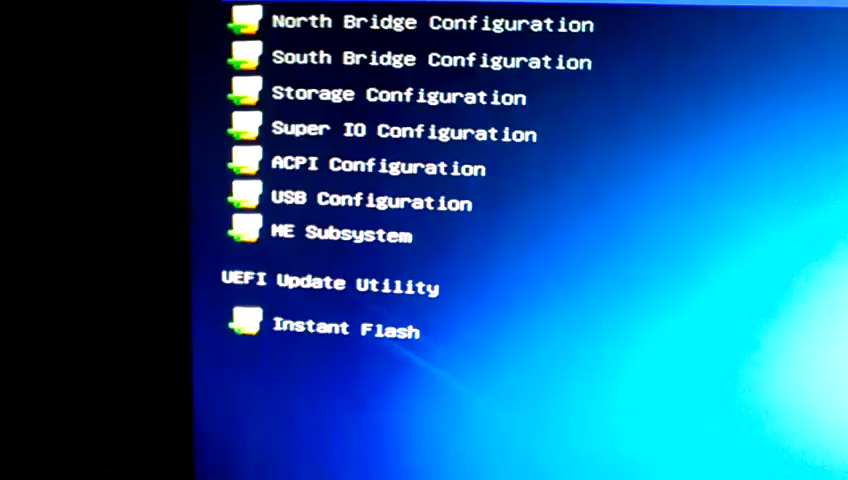 North Bridge Configuration
South Bridge Configuration
Storage Configuration
Super IO Configuration
ACPI Configuration
USB Configuration
ME Subsystem
UEFI Update Utility
Instant Flash